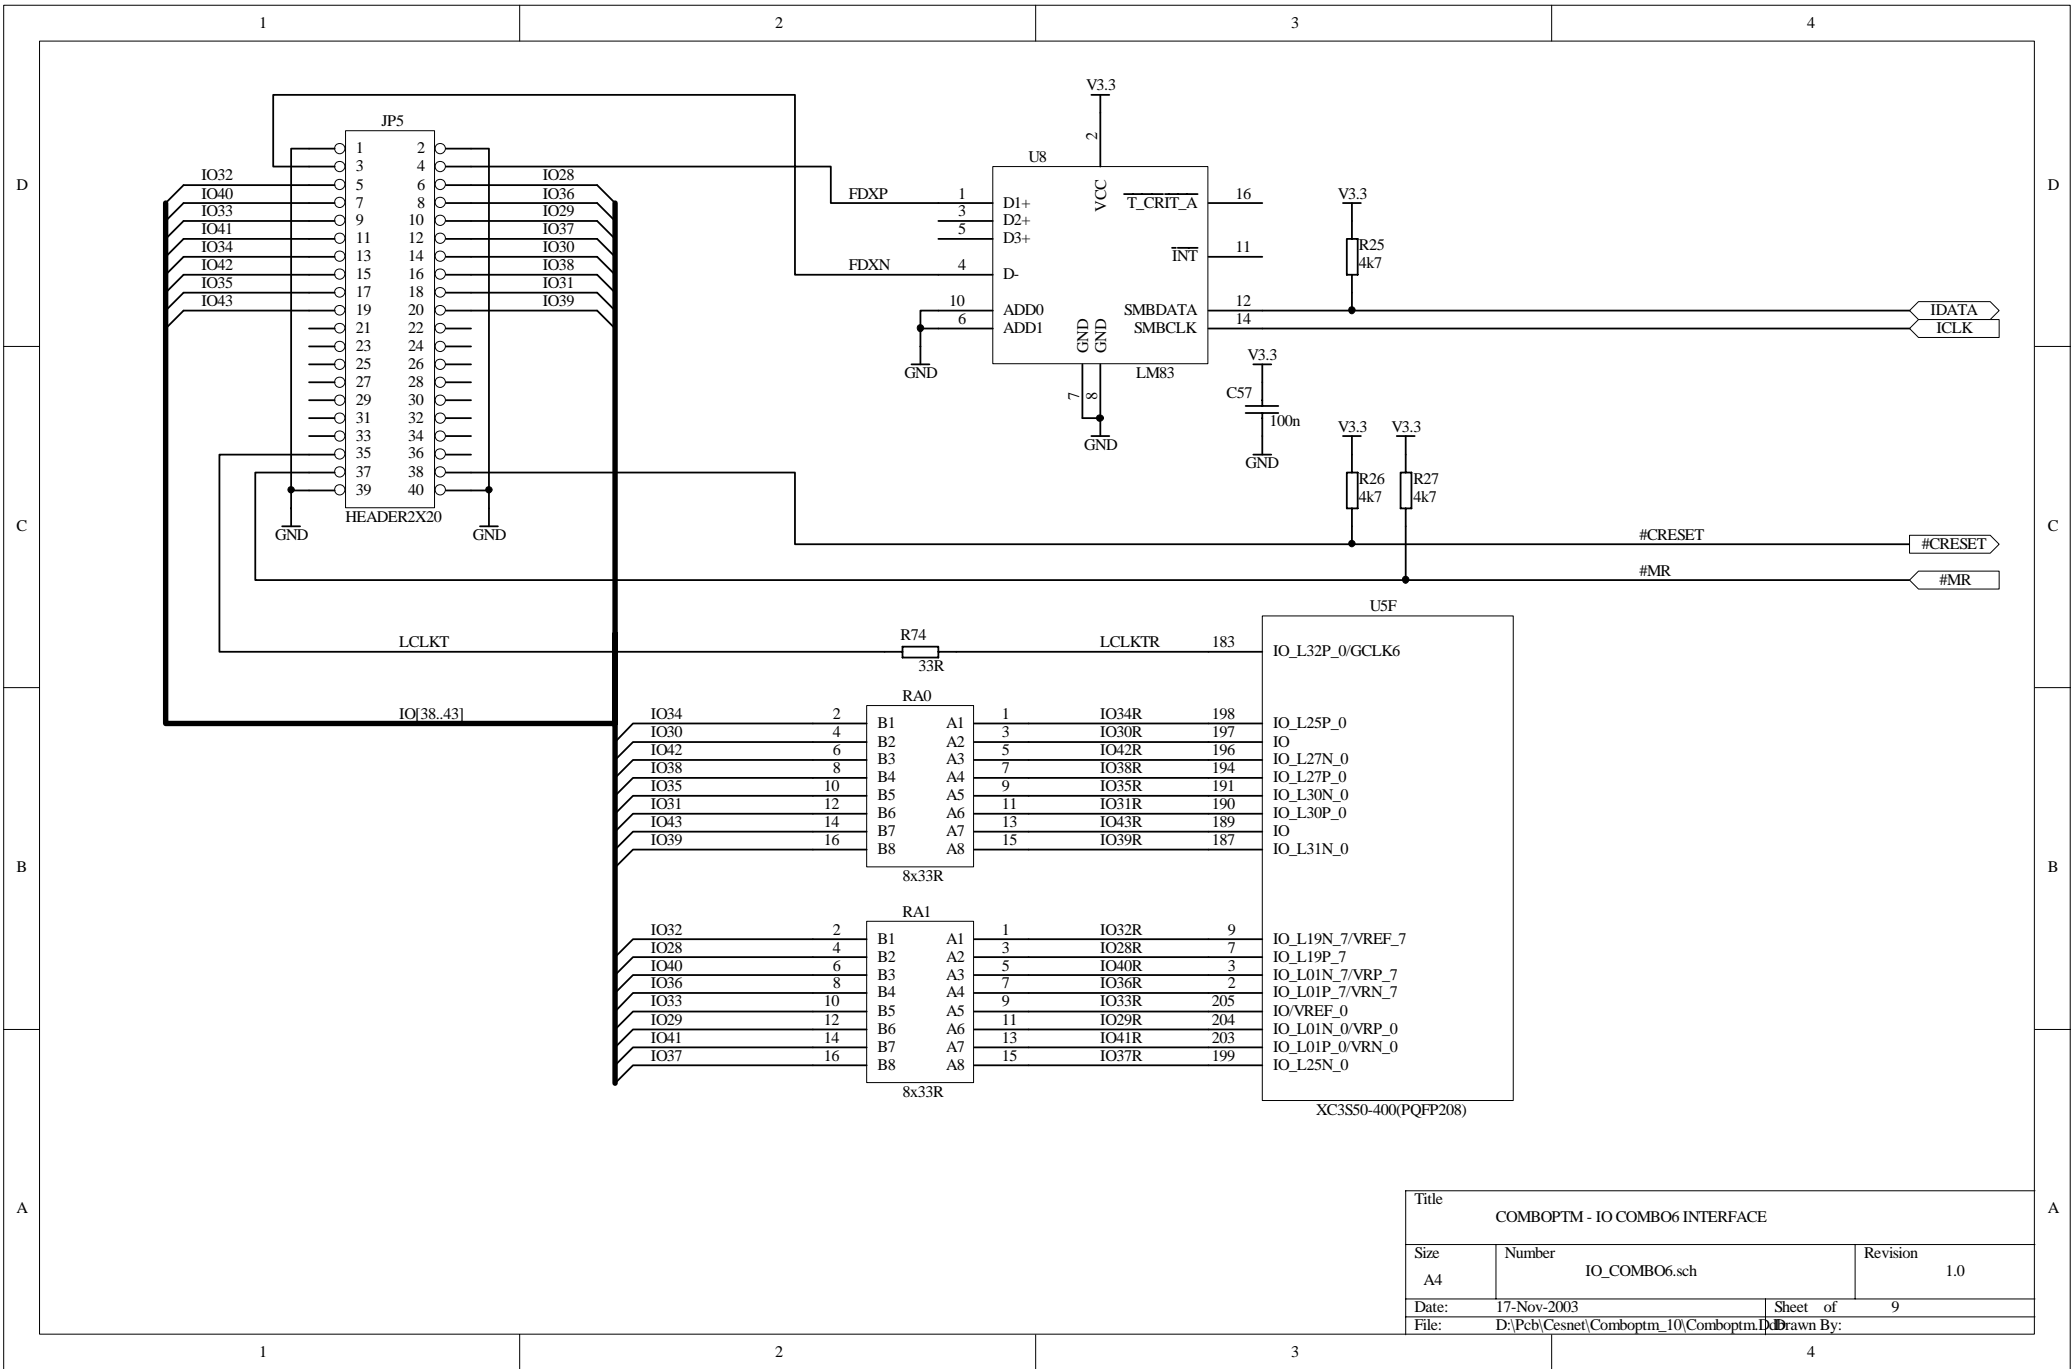 1 2 3 4
D D
C C
B B
A A
1 2 3 4
JP5
1 2
3 4
5 6
7 8
9 10
11 12
13 14
15 16
17 18
19 20
21 22
23 24
25 26
27 28
29 30
31 32
33 34
35 36
37 38
39 40
HEADER2X20
GND GND
IO32 IO28
IO40 IO36
IO33 IO29
IO41 IO37
IO34 IO30
IO42 IO38
IO35 IO31
IO43 IO39
V3.3
2
U8
VCC
FDXP 1 D1+
3 D2+
5 D3+
FDXN 4 D-
10 ADD0
6 ADD1
GND
T_CRIT_A 16
INT 11
SMBDATA 12
SMBCLK 14
GND
GND
7
8
GND
LM83
V3.3
R25
4k7
IDATA
ICLK
V3.3
C57
100n
GND
V3.3 V3.3
R26 R27
4k7 4k7
#CRESET #CRESET
#MR #MR
U5F
LCLKT R74 LCLKTR 183 IO_L32P_0/GCLK6
33R
IO[38..43]
RA0
IO34 2 B1 A1 1 IO34R 198 IO_L25P_0
IO30 4 B2 A2 3 IO30R 197 IO
IO42 6 B3 A3 5 IO42R 196 IO_L27N_0
IO38 8 B4 A4 7 IO38R 194 IO_L27P_0
IO35 10 B5 A5 9 IO35R 191 IO_L30N_0
IO31 12 B6 A6 11 IO31R 190 IO_L30P_0
IO43 14 B7 A7 13 IO43R 189 IO
IO39 16 B8 A8 15 IO39R 187 IO_L31N_0
8x33R
RA1
IO32 2 B1 A1 1 IO32R 9 IO_L19N_7/VREF_7
IO28 4 B2 A2 3 IO28R 7 IO_L19P_7
IO40 6 B3 A3 5 IO40R 3 IO_L01N_7/VRP_7
IO36 8 B4 A4 7 IO36R 2 IO_L01P_7/VRN_7
IO33 10 B5 A5 9 IO33R 205 IO/VREF_0
IO29 12 B6 A6 11 IO29R 204 IO_L01N_0/VRP_0
IO41 14 B7 A7 13 IO41R 203 IO_L01P_0/VRN_0
IO37 16 B8 A8 15 IO37R 199 IO_L25N_0
8x33R
XC3S50-400(PQFP208)
Title
COMBOPTM - IO COMBO6 INTERFACE
Size Number Revision
A4 IO_COMBO6.sch 1.0
Date: 17-Nov-2003 Sheet of 9
File: D:\Pcb\Cesnet\Comboptm_10\Comboptm.Ddb Drawn By: